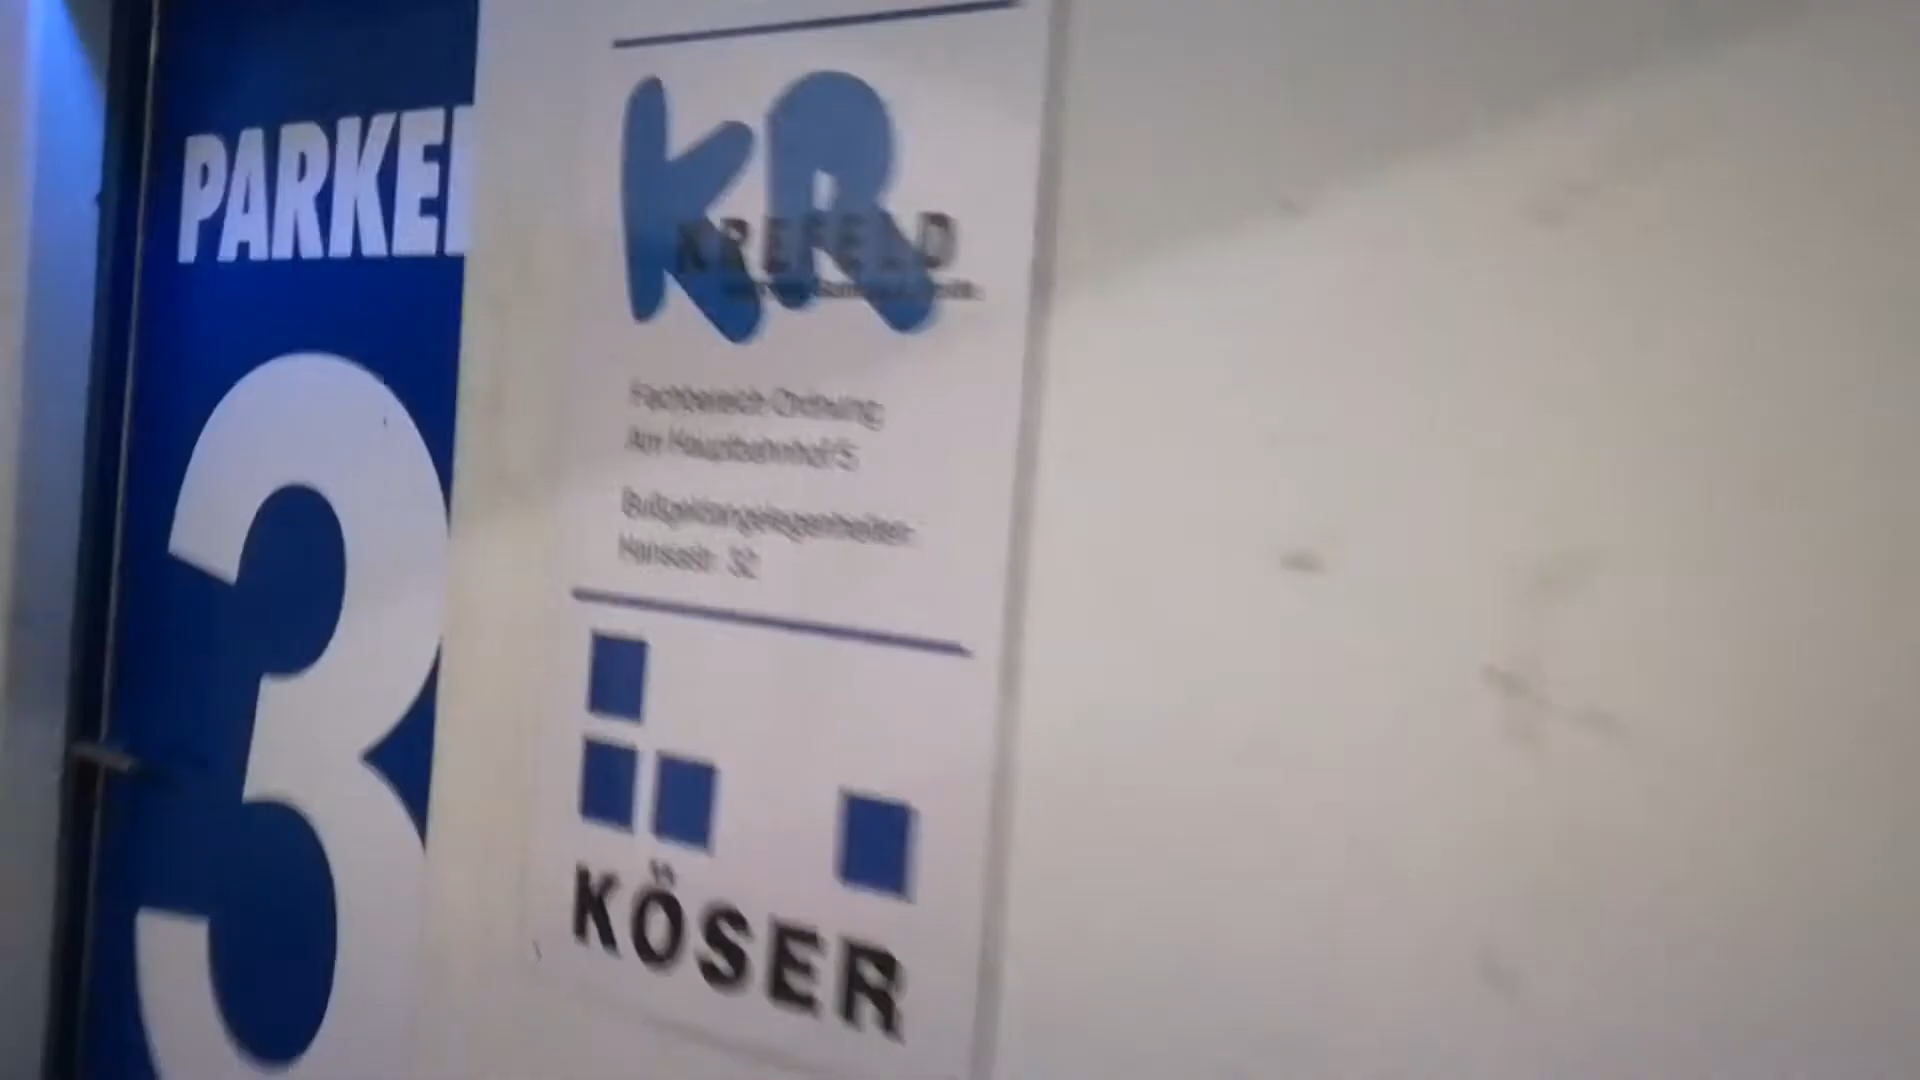 PARKE
3
KR
KREFELD
Fachbereich Ordnung
Am Hauptbahnhof 5
Bußgeldangelegenheiten
Hansastr. 32
KÖSER